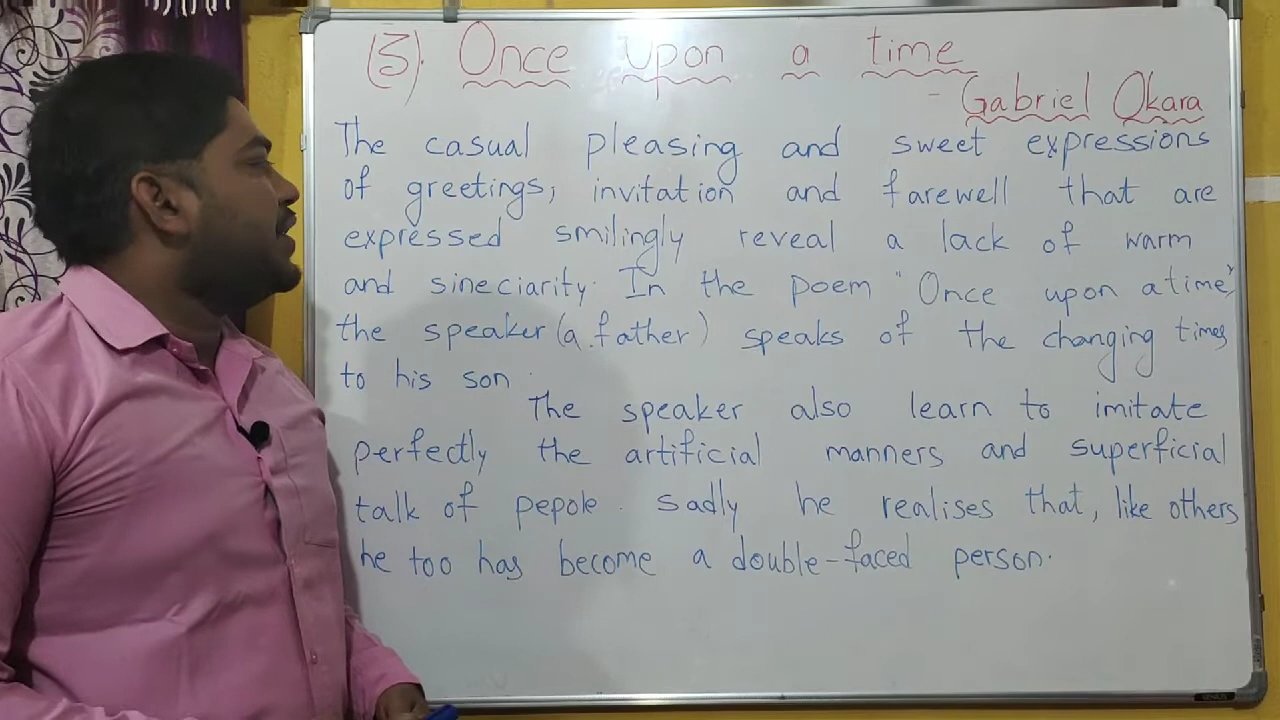 (5). Once upon a time
- Gabriel Okara
The casual pleasing and sweet expressions
of greetings, invitation and farewell that are
expressed smilingly reveal a lack of warm
and sineciarity. In the poem "Once upon a time",
the speaker (a father) speaks of the changing times
to his son.
The speaker also learn to imitate
perfectly the artificial manners and superficial
talk of pepole. sadly he realises that, like others
he too has become a double-faced person.